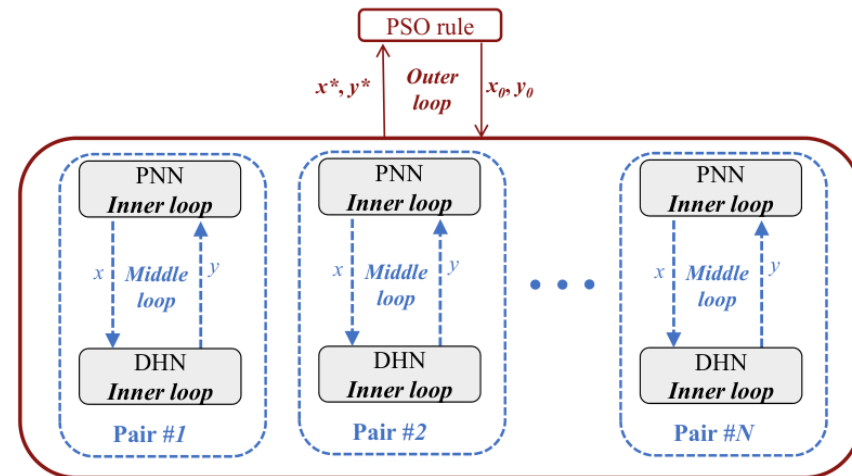 PSO rule
x*, y*
Outer
loop
x0, y0
PNN
Inner loop
x
Middle
loop
y
DHN
Inner loop
Pair #1
PNN
Inner loop
x
Middle
loop
y
DHN
Inner loop
Pair #2
PNN
Inner loop
x
Middle
loop
y
DHN
Inner loop
Pair #N